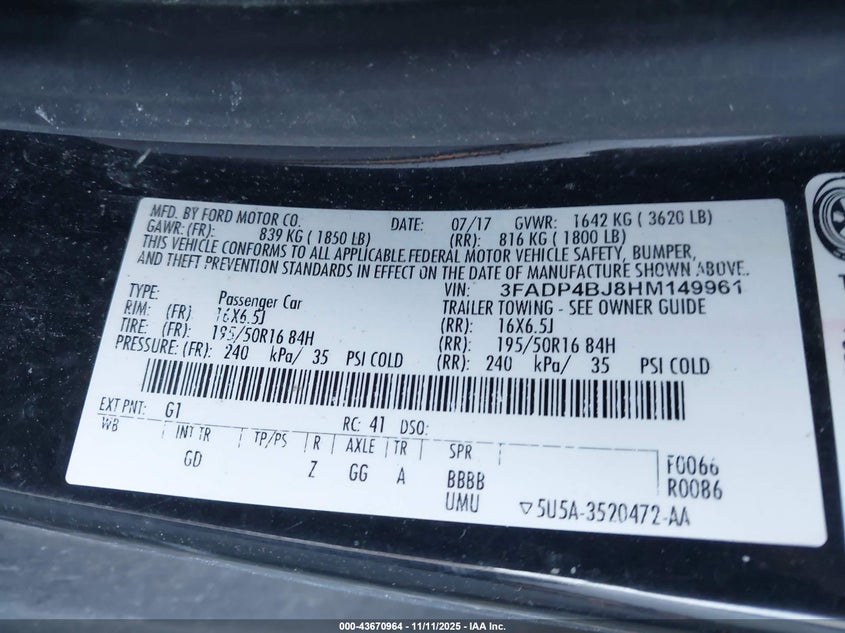 MFD. BY FORD MOTOR CO. DATE: 07/17 GVWR: 1642 KG ( 3620 LB)
GAWR: (FR): 839 KG ( 1850 LB) (RR): 816 KG ( 1800 LB)
THIS VEHICLE CONFORMS TO ALL APPLICABLE FEDERAL MOTOR VEHICLE SAFETY, BUMPER,
AND THEFT PREVENTION STANDARDS IN EFFECT ON THE DATE OF MANUFACTURE SHOWN ABOVE.
VIN: 3FADP4BJ8HM149961
TYPE: Passenger Car TRAILER TOWING - SEE OWNER GUIDE
RIM: (FR) 16X6.5J (RR): 16X6.5J
TIRE: (FR) 195/50R16 84H (RR): 195/50R16 84H
PRESSURE: (FR): 240 kPa/ 35 PSI COLD (RR): 240 kPa/ 35 PSI COLD
EXT PNT: G1 RC: 41 DSO:
WB INT TR TP/PS R AXLE TR SPR
GD Z GG A BBBB F0066
UMU R0086
▽5U5A-3520472-AA
000-43670964 - 11/11/2025 - IAA Inc.